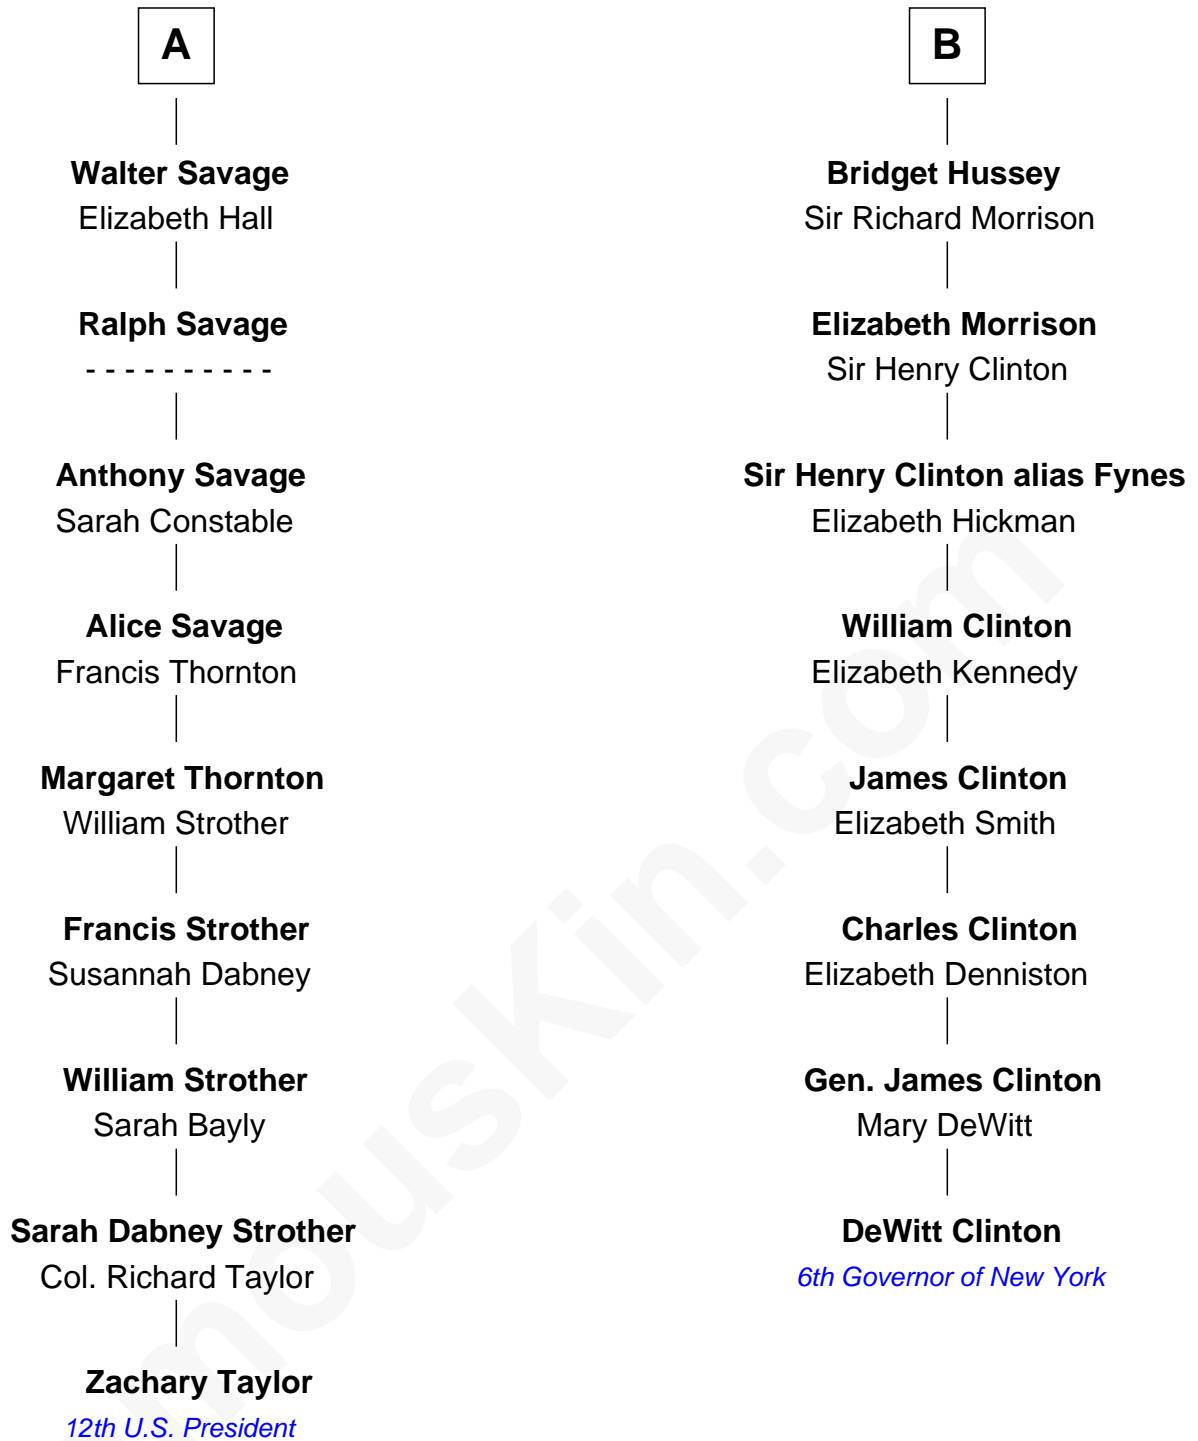 A
Walter Savage
Elizabeth Hall
Ralph Savage
- - - - - - - - - -
Anthony Savage
Sarah Constable
Alice Savage
Francis Thornton
Margaret Thornton
William Strother
Francis Strother
Susannah Dabney
William Strother
Sarah Bayly
Sarah Dabney Strother
Col. Richard Taylor
Zachary Taylor
12th U.S. President
B
Bridget Hussey
Sir Richard Morrison
Elizabeth Morrison
Sir Henry Clinton
Sir Henry Clinton alias Fynes
Elizabeth Hickman
William Clinton
Elizabeth Kennedy
James Clinton
Elizabeth Smith
Charles Clinton
Elizabeth Denniston
Gen. James Clinton
Mary DeWitt
DeWitt Clinton
6th Governor of New York
mousKin.com